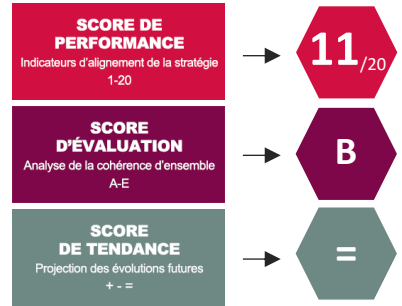 SCORE DE
PERFORMANCE
Indicateurs d'alignement de la stratégie
1-20
11/20
SCORE
D'ÉVALUATION
Analyse de la cohérence d'ensemble
A-E
B
SCORE
DE TENDANCE
Projection des évolutions futures
+ - =
=